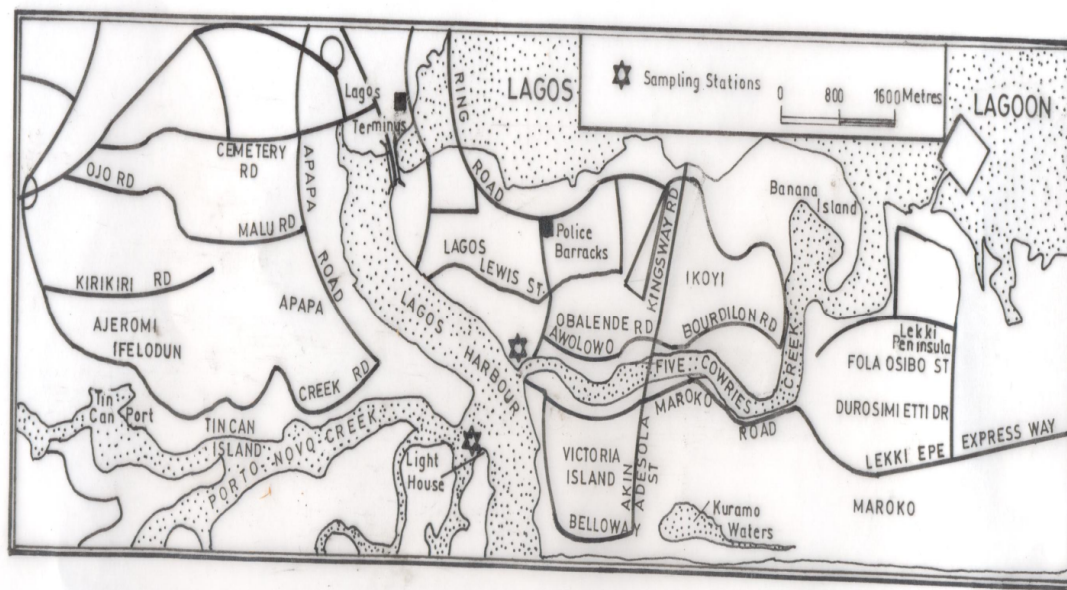 LAGOS
Sampling Stations
0 800 1600 Metres
LAGOON
Lagos
Terminus
RING
ROAD
CEMETERY
RD
OJO RD
MALU RD
APAPA
ROAD
KIRIKIRI RD
APAPA
AJEROMI
IFELODUN
CREEK RD
Tin
Can Port
TIN CAN
ISLAND
PORTO-NOVO CREEK
Light
House
LAGOS
HARBOUR
LAGOS
LEWIS ST
Police
Barracks
KINGSWAY RD
IKOYI
OBALENDE RD
AWOLOWO
BOURDILON RD
FIVE COWRIES
CREEK
Banana
Island
MAROKO
ROAD
VICTORIA
ISLAND
AKIN
ADESOLA
ST
BELLOWAY
Kuramo
Waters
Lekki
Peninsula
FOLA OSIBO ST
DUROSIMI ETTI DR
LEKKI EPE EXPRESS WAY
MAROKO